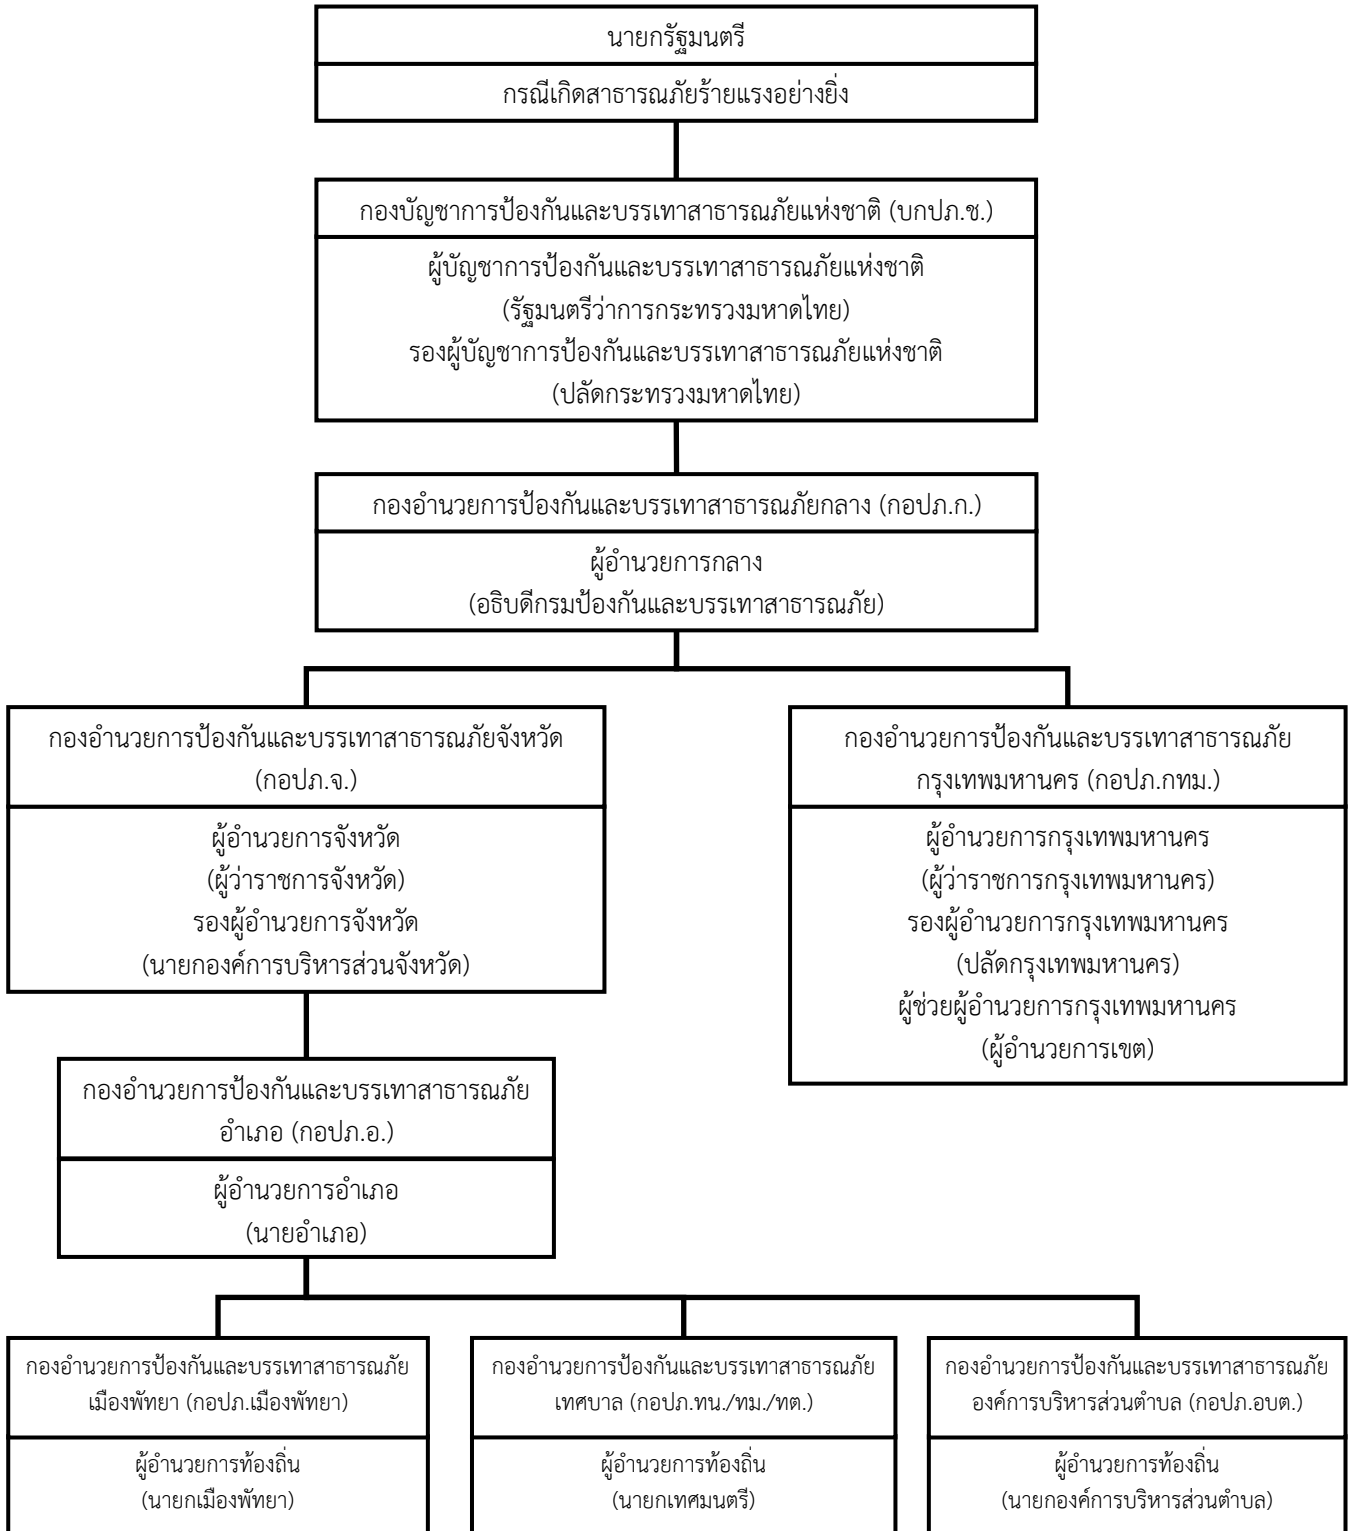 นายกรัฐมนตรี
กรณีเกิดสาธารณภัยร้ายแรงอย่างยิ่ง
กองบัญชาการป้องกันและบรรเทาสาธารณภัยแห่งชาติ (บกปภ.ช.)
ผู้บัญชาการป้องกันและบรรเทาสาธารณภัยแห่งชาติ
(รัฐมนตรีว่าการกระทรวงมหาดไทย)
รองผู้บัญชาการป้องกันและบรรเทาสาธารณภัยแห่งชาติ
(ปลัดกระทรวงมหาดไทย)
กองอำนวยการป้องกันและบรรเทาสาธารณภัยกลาง (กอปภ.ก.)
ผู้อำนวยการกลาง
(อธิบดีกรมป้องกันและบรรเทาสาธารณภัย)
กองอำนวยการป้องกันและบรรเทาสาธารณภัยจังหวัด
(กอปภ.จ.)
ผู้อำนวยการจังหวัด
(ผู้ว่าราชการจังหวัด)
รองผู้อำนวยการจังหวัด
(นายกองค์การบริหารส่วนจังหวัด)
กองอำนวยการป้องกันและบรรเทาสาธารณภัย
กรุงเทพมหานคร (กอปภ.กทม.)
ผู้อำนวยการกรุงเทพมหานคร
(ผู้ว่าราชการกรุงเทพมหานคร)
รองผู้อำนวยการกรุงเทพมหานคร
(ปลัดกรุงเทพมหานคร)
ผู้ช่วยผู้อำนวยการกรุงเทพมหานคร
(ผู้อำนวยการเขต)
กองอำนวยการป้องกันและบรรเทาสาธารณภัย
อำเภอ (กอปภ.อ.)
ผู้อำนวยการอำเภอ
(นายอำเภอ)
กองอำนวยการป้องกันและบรรเทาสาธารณภัย
เมืองพัทยา (กอปภ.เมืองพัทยา)
ผู้อำนวยการท้องถิ่น
(นายกเมืองพัทยา)
กองอำนวยการป้องกันและบรรเทาสาธารณภัย
เทศบาล (กอปภ.ทน./ทม./ทต.)
ผู้อำนวยการท้องถิ่น
(นายกเทศมนตรี)
กองอำนวยการป้องกันและบรรเทาสาธารณภัย
องค์การบริหารส่วนตำบล (กอปภ.อบต.)
ผู้อำนวยการท้องถิ่น
(นายกองค์การบริหารส่วนตำบล)